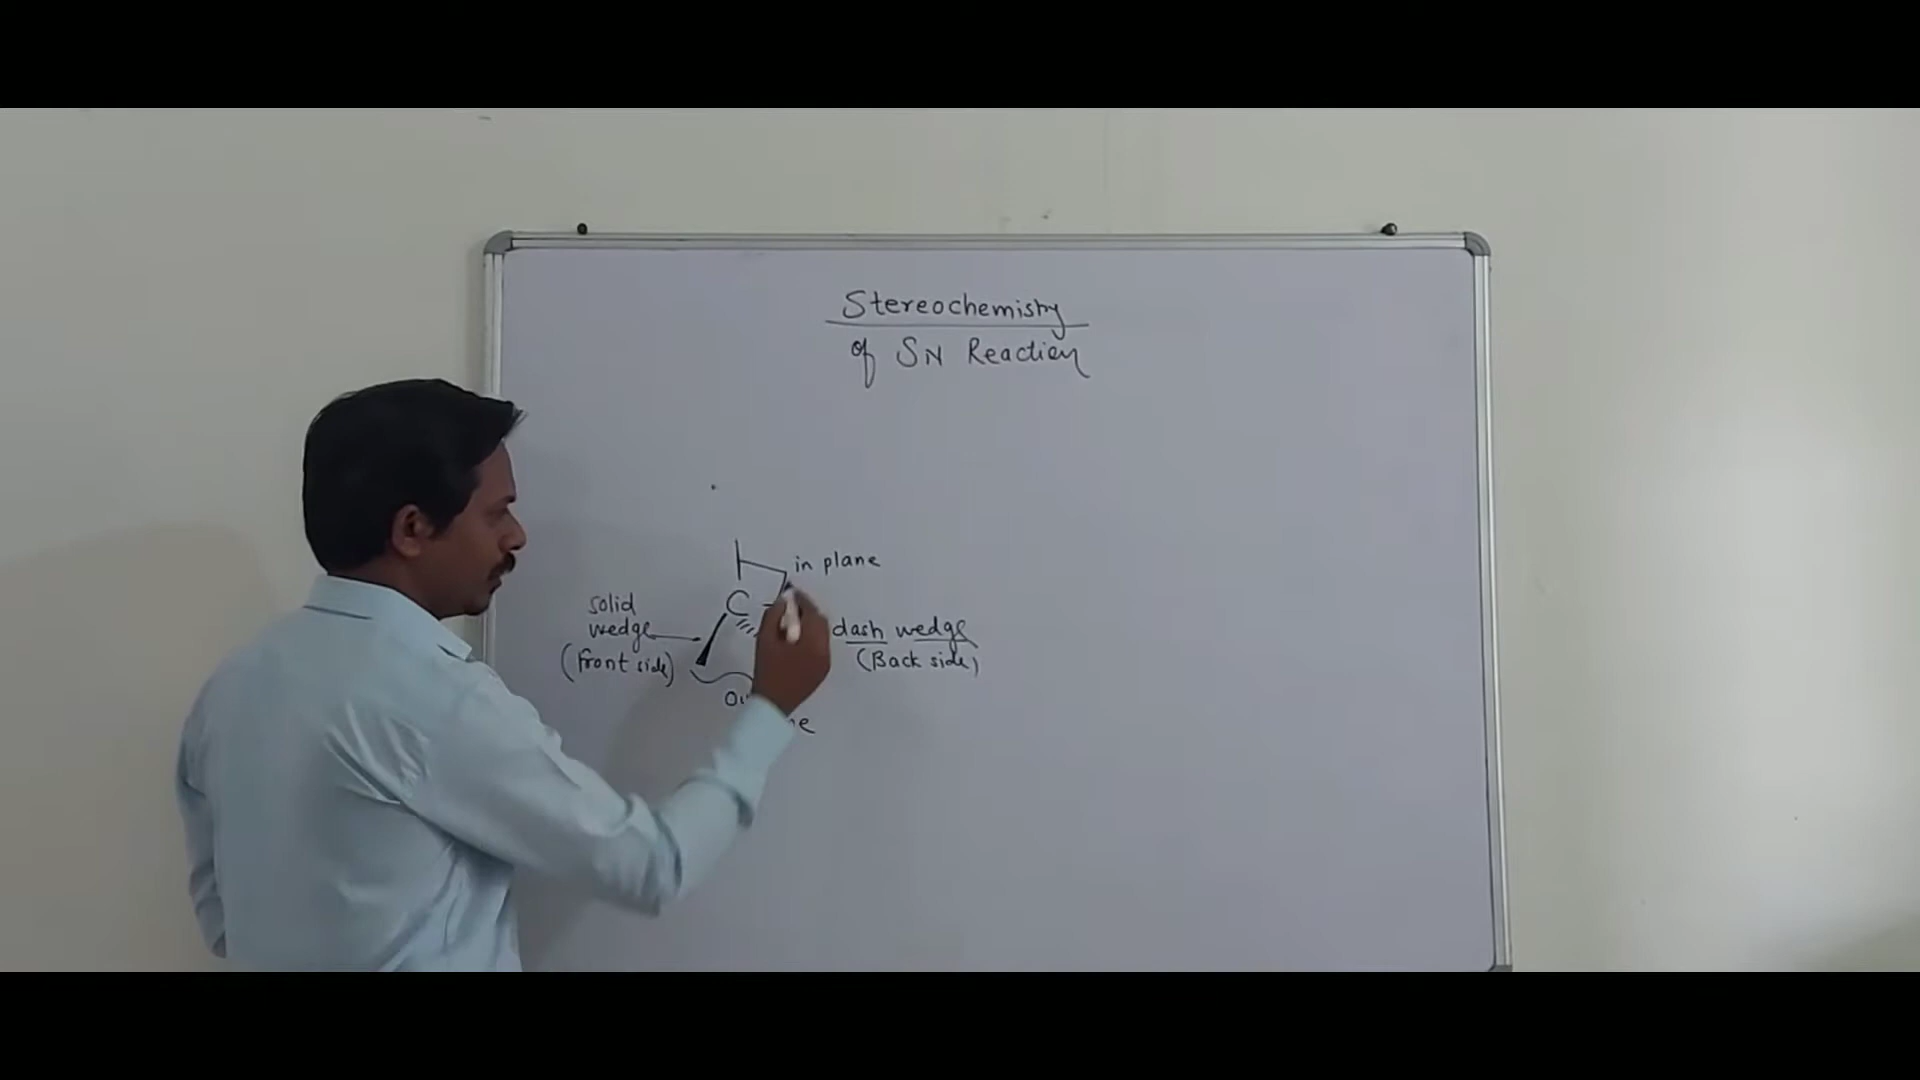 Stereochemistry
of SN Reaction
in plane
C
solid
wedge
(front side)
dash wedge
(Back side)